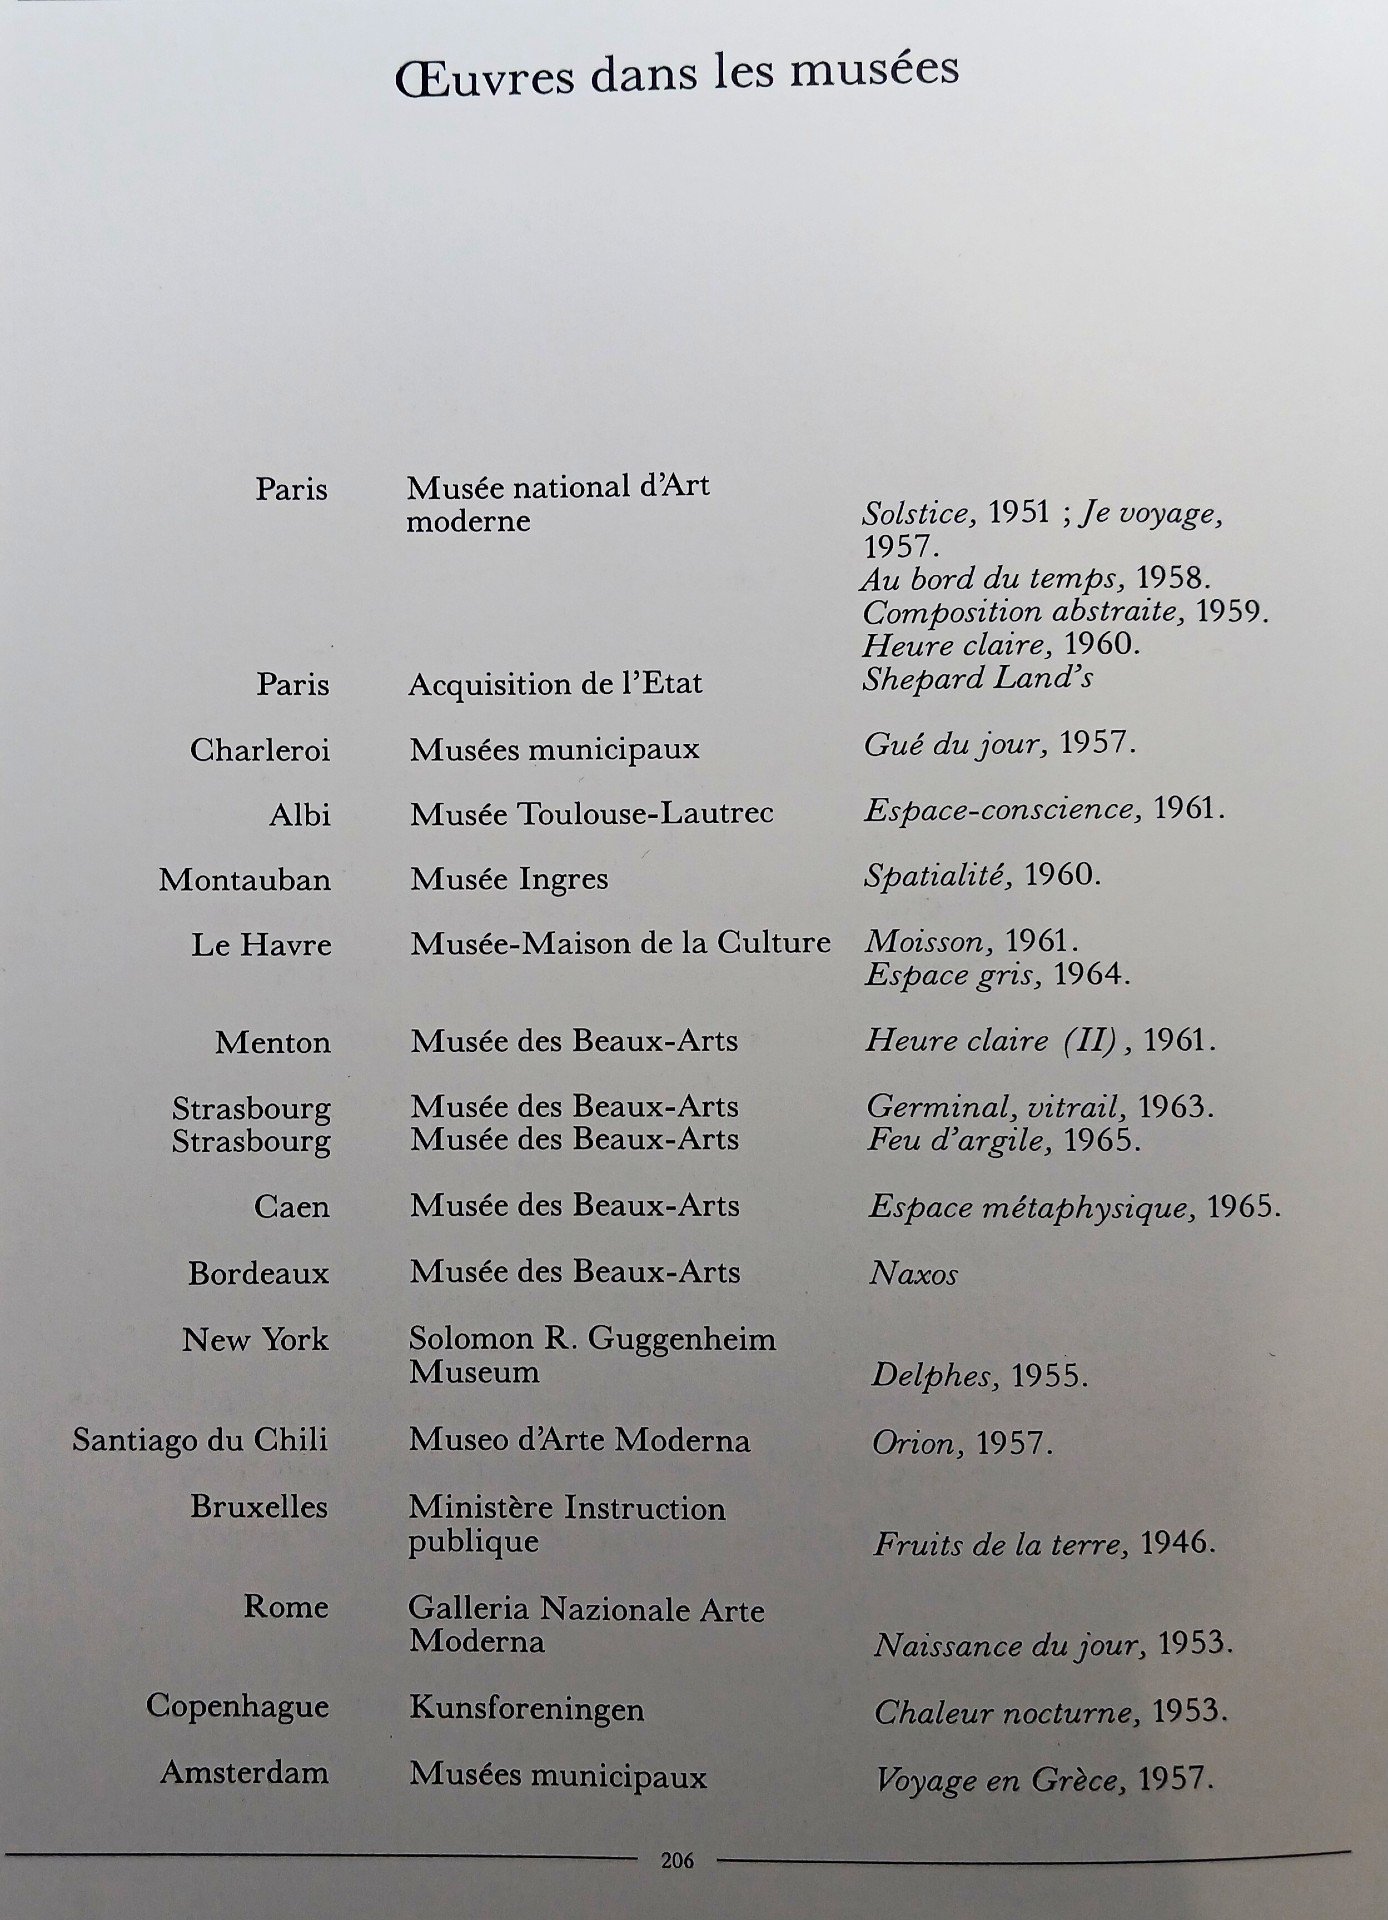 Œuvres dans les musées
Paris Musée national d'Art
moderne Solstice, 1951 ; Je voyage,
1957.
Au bord du temps, 1958.
Composition abstraite, 1959.
Heure claire, 1960.
Paris Acquisition de l'Etat Shepard Land's
Charleroi Musées municipaux Gué du jour, 1957.
Albi Musée Toulouse-Lautrec Espace-conscience, 1961.
Montauban Musée Ingres Spatialité, 1960.
Le Havre Musée-Maison de la Culture Moisson, 1961.
Espace gris, 1964.
Menton Musée des Beaux-Arts Heure claire (II), 1961.
Strasbourg Musée des Beaux-Arts Germinal, vitrail, 1963.
Strasbourg Musée des Beaux-Arts Feu d'argile, 1965.
Caen Musée des Beaux-Arts Espace métaphysique, 1965.
Bordeaux Musée des Beaux-Arts Naxos
New York Solomon R. Guggenheim
Museum Delphes, 1955.
Santiago du Chili Museo d'Arte Moderna Orion, 1957.
Bruxelles Ministère Instruction
publique Fruits de la terre, 1946.
Rome Galleria Nazionale Arte
Moderna Naissance du jour, 1953.
Copenhague Kunsforeningen Chaleur nocturne, 1953.
Amsterdam Musées municipaux Voyage en Grèce, 1957.
206